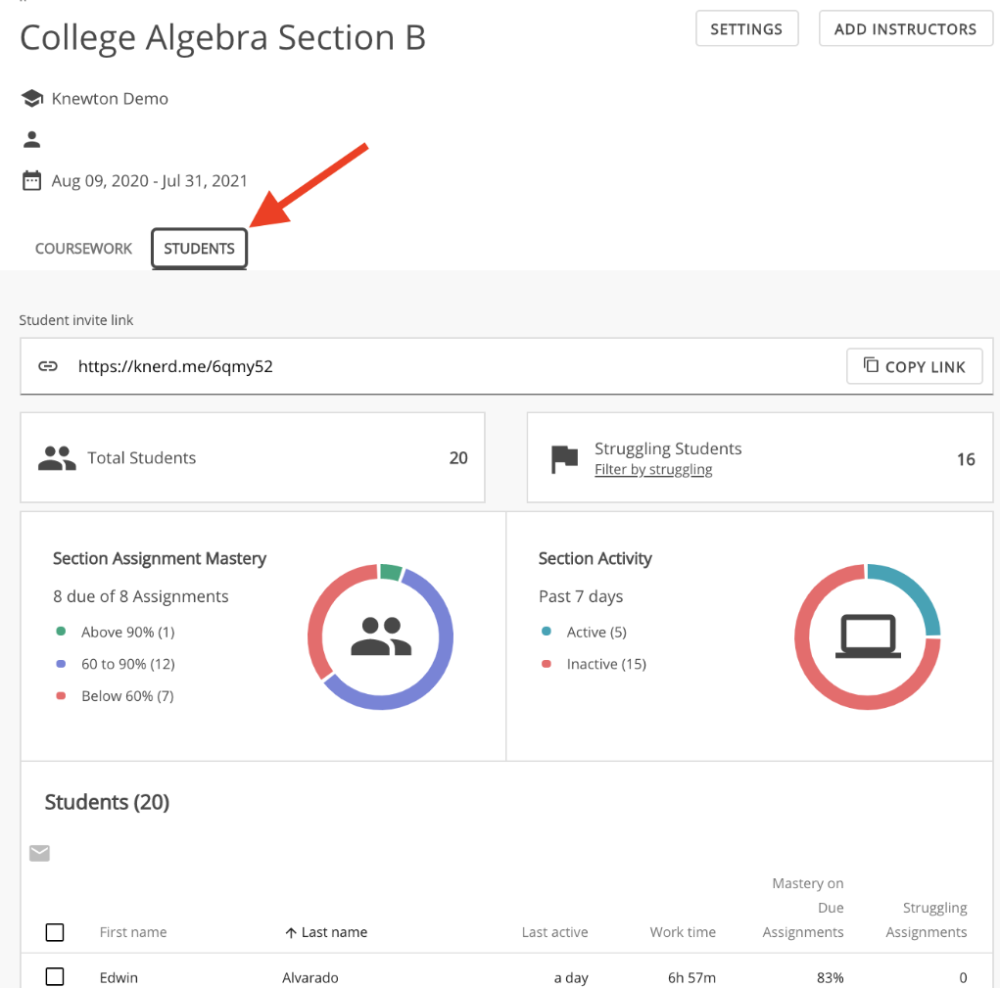 College Algebra Section B
SETTINGS
ADD INSTRUCTORS
Knewton Demo
Aug 09, 2020 - Jul 31, 2021
COURSEWORK
STUDENTS
Student invite link
https://knerd.me/6qmy52
COPY LINK
Total Students
20
Struggling Students
Filter by struggling
16
Section Assignment Mastery
8 due of 8 Assignments
Above 90% (1)
60 to 90% (12)
Below 60% (7)
Section Activity
Past 7 days
Active (5)
Inactive (15)
Students (20)
First name
Last name
Last active
Work time
Mastery on
Due
Assignments
Struggling
Assignments
Edwin
Alvarado
a day
6h 57m
83%
0